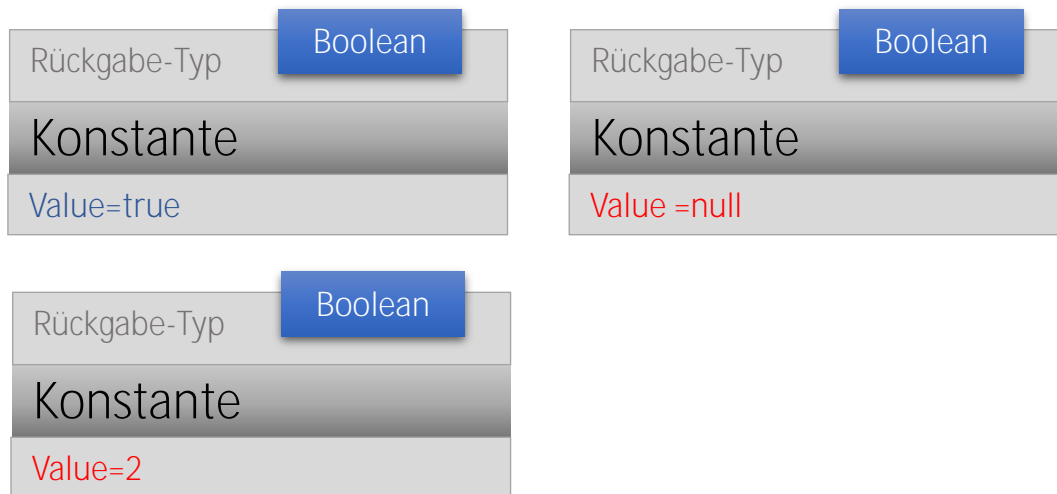 Rückgabe-Typ Boolean
Konstante
Value=true
Rückgabe-Typ Boolean
Konstante
Value =null
Rückgabe-Typ Boolean
Konstante
Value=2